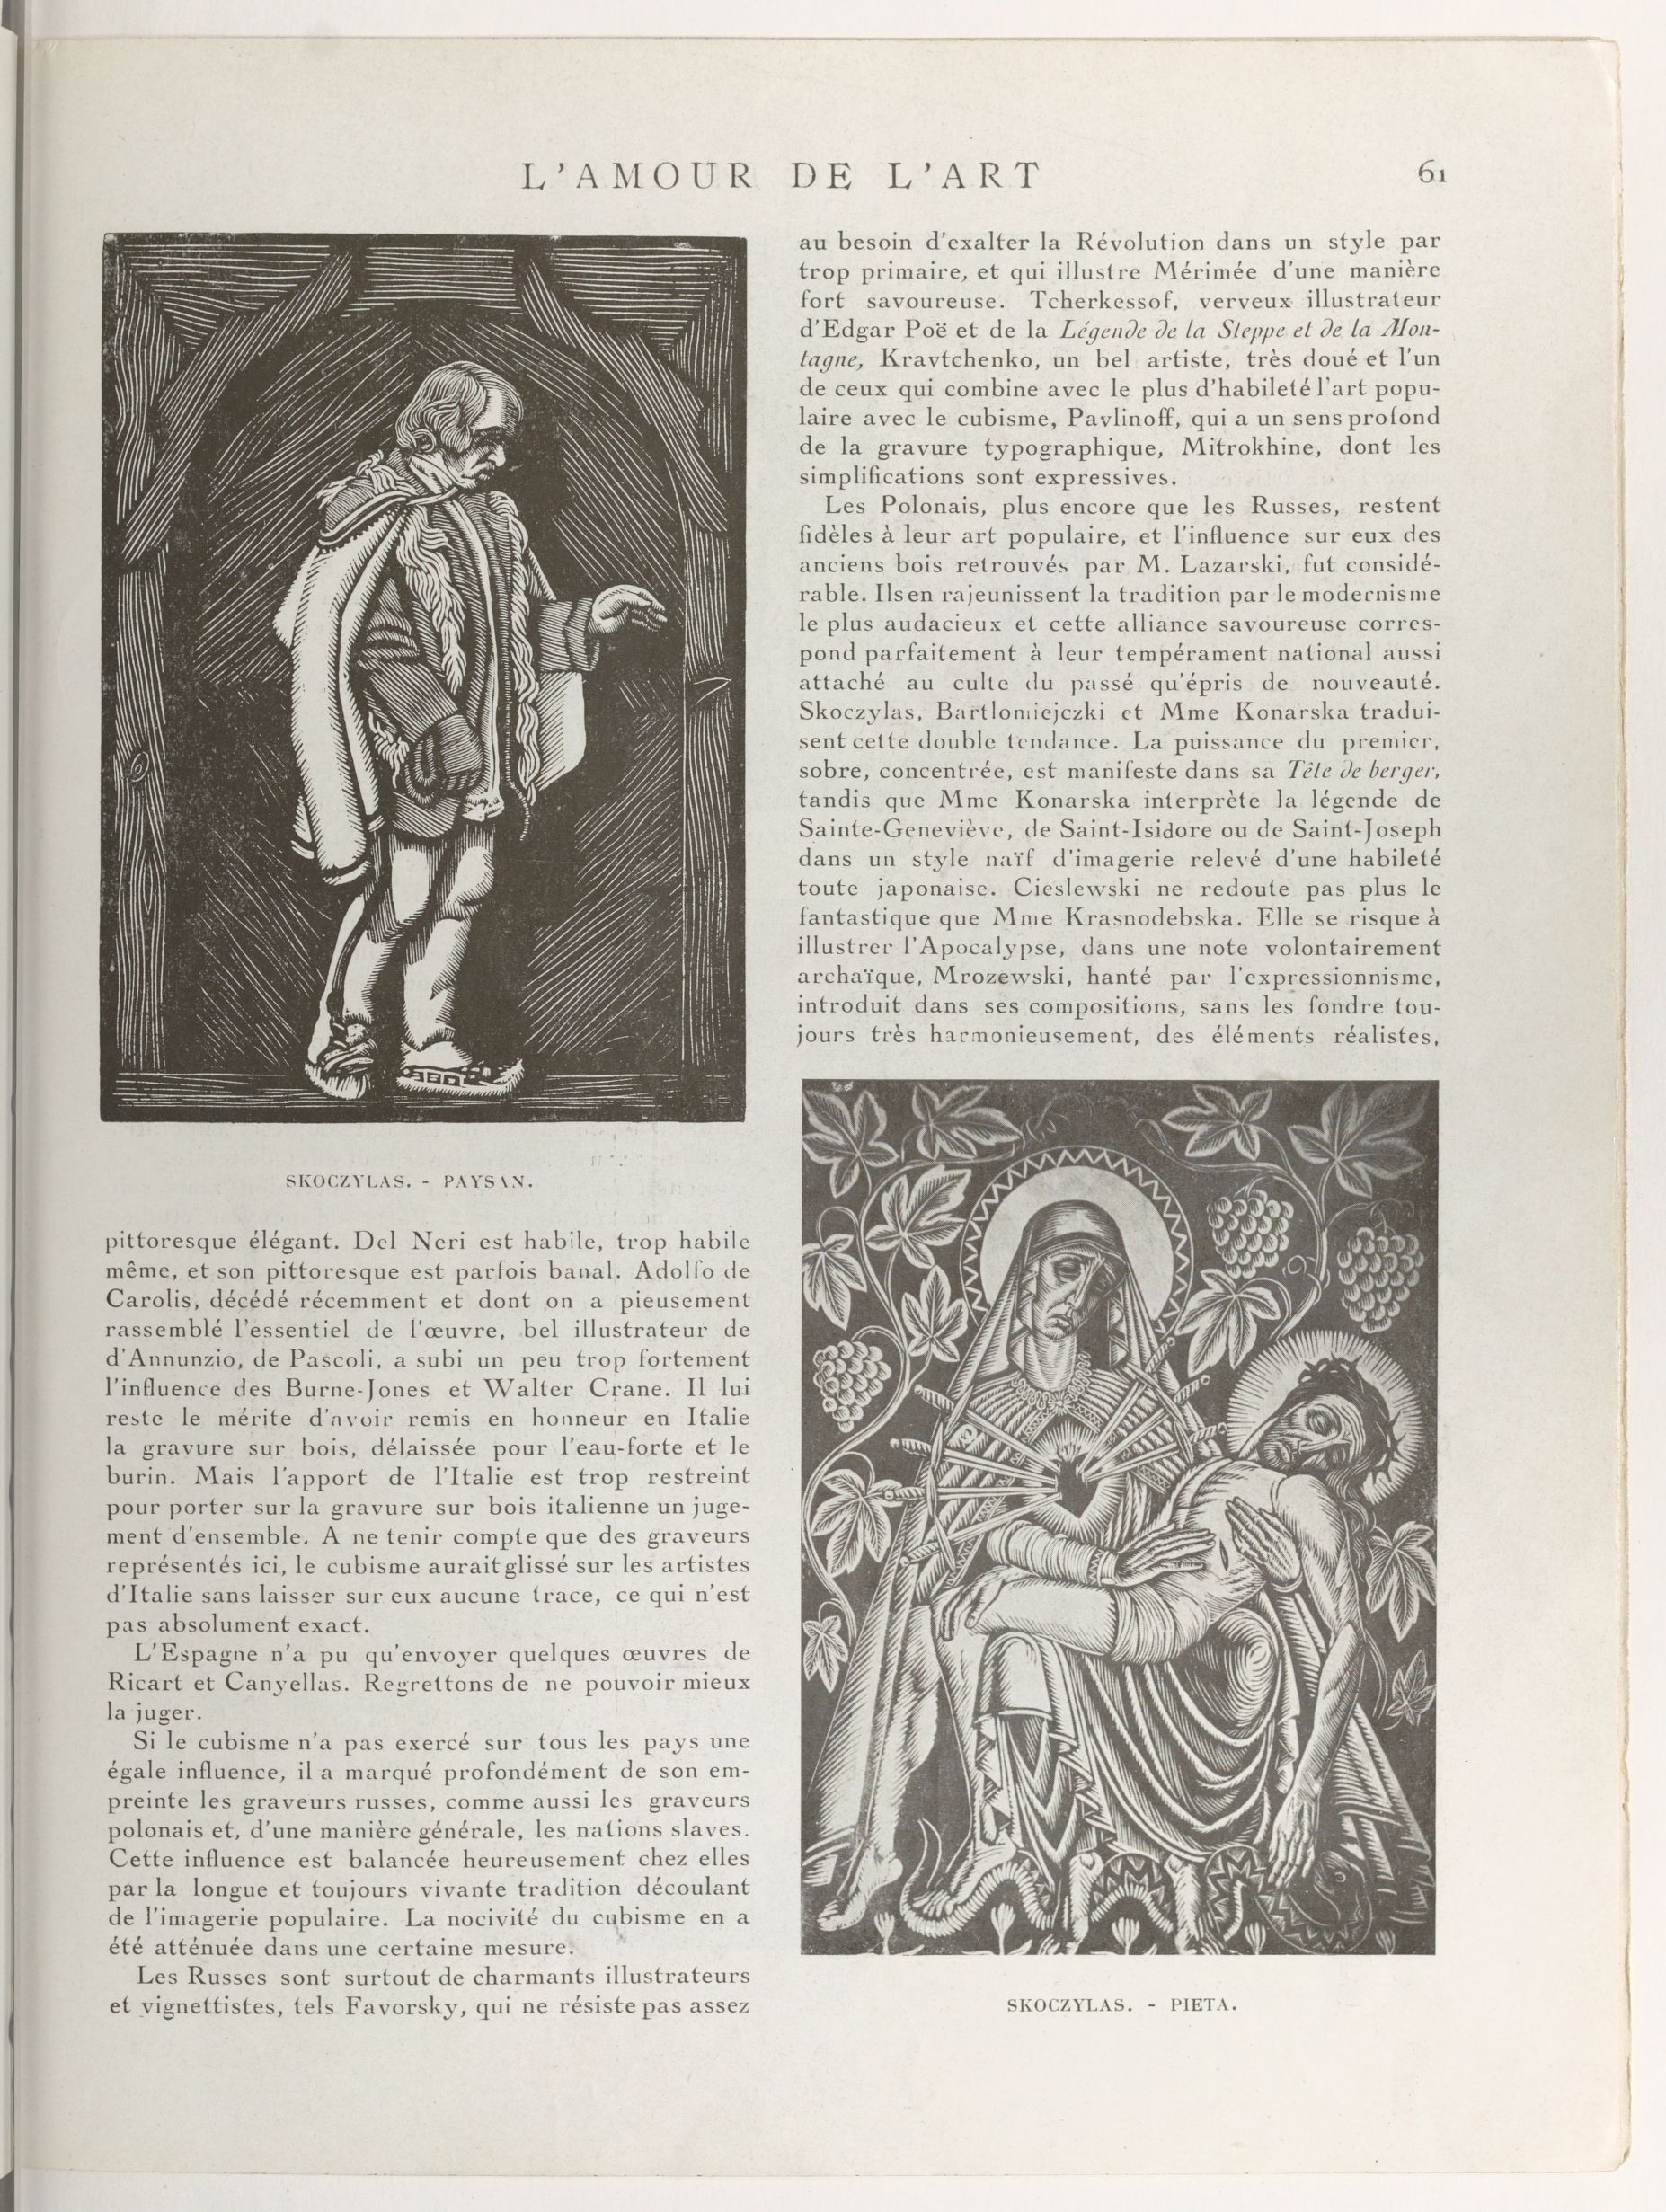 L'AMOUR DE L'ART
61
SKOCZYLAS. - PAYSAN.
pittoresque élégant. Del Neri est habile, trop habile
même, et son pittoresque est parfois banal. Adolfo de
Carolis, décédé récemment et dont on a pieusement
rassemblé l'essentiel de l'œuvre, bel illustrateur de
d'Annunzio, de Pascoli, a subi un peu trop fortement
l'influence des Burne-Jones et Walter Crane. Il lui
reste le mérite d'avoir remis en honneur en Italie
la gravure sur bois, délaissée pour l'eau-forte et le
burin. Mais l'apport de l'Italie est trop restreint
pour porter sur la gravure sur bois italienne un juge-
ment d'ensemble. A ne tenir compte que des graveurs
représentés ici, le cubisme aurait glissé sur les artistes
d'Italie sans laisser sur eux aucune trace, ce qui n'est
pas absolument exact.
L'Espagne n'a pu qu'envoyer quelques œuvres de
Ricart et Canyellas. Regrettons de ne pouvoir mieux
la juger.
Si le cubisme n'a pas exercé sur tous les pays une
égale influence, il a marqué profondément de son em-
preinte les graveurs russes, comme aussi les graveurs
polonais et, d'une manière générale, les nations slaves.
Cette influence est balancée heureusement chez elles
par la longue et toujours vivante tradition découlant
de l'imagerie populaire. La nocivité du cubisme en a
été atténuée dans une certaine mesure.
Les Russes sont surtout de charmants illustrateurs
et vignettistes, tels Favorsky, qui ne résiste pas assez
au besoin d'exalter la Révolution dans un style par
trop primaire, et qui illustre Mérimée d'une manière
fort savoureuse. Tcherkessof, verveux illustrateur
d'Edgar Poë et de la Légende de la Steppe et de la Mon-
tagne, Kravtchenko, un bel artiste, très doué et l'un
de ceux qui combine avec le plus d'habileté l'art popu-
laire avec le cubisme, Pavlinoff, qui a un sens profond
de la gravure typographique, Mitrokhine, dont les
simplifications sont expressives.
Les Polonais, plus encore que les Russes, restent
fidèles à leur art populaire, et l'influence sur eux des
anciens bois retrouvés par M. Lazarski, fut considé-
rable. Ils en rajeunissent la tradition par le modernisme
le plus audacieux et cette alliance savoureuse corres-
pond parfaitement à leur tempérament national aussi
attaché au culte du passé qu'épris de nouveauté.
Skoczylas, Bartlomiejczki et Mme Konarska tradui-
sent cette double tendance. La puissance du premier,
sobre, concentrée, est manifeste dans sa Tête de berger,
tandis que Mme Konarska interprète la légende de
Sainte-Geneviève, de Saint-Isidore ou de Saint-Joseph
dans un style naïf d'imagerie relevé d'une habileté
toute japonaise. Cieslewski ne redoute pas plus le
fantastique que Mme Krasnodebska. Elle se risque à
illustrer l'Apocalypse, dans une note volontairement
archaïque, Mrozewski, hanté par l'expressionnisme,
introduit dans ses compositions, sans les fondre tou-
jours très harmonieusement, des éléments réalistes,
SKOCZYLAS. - PIETA.